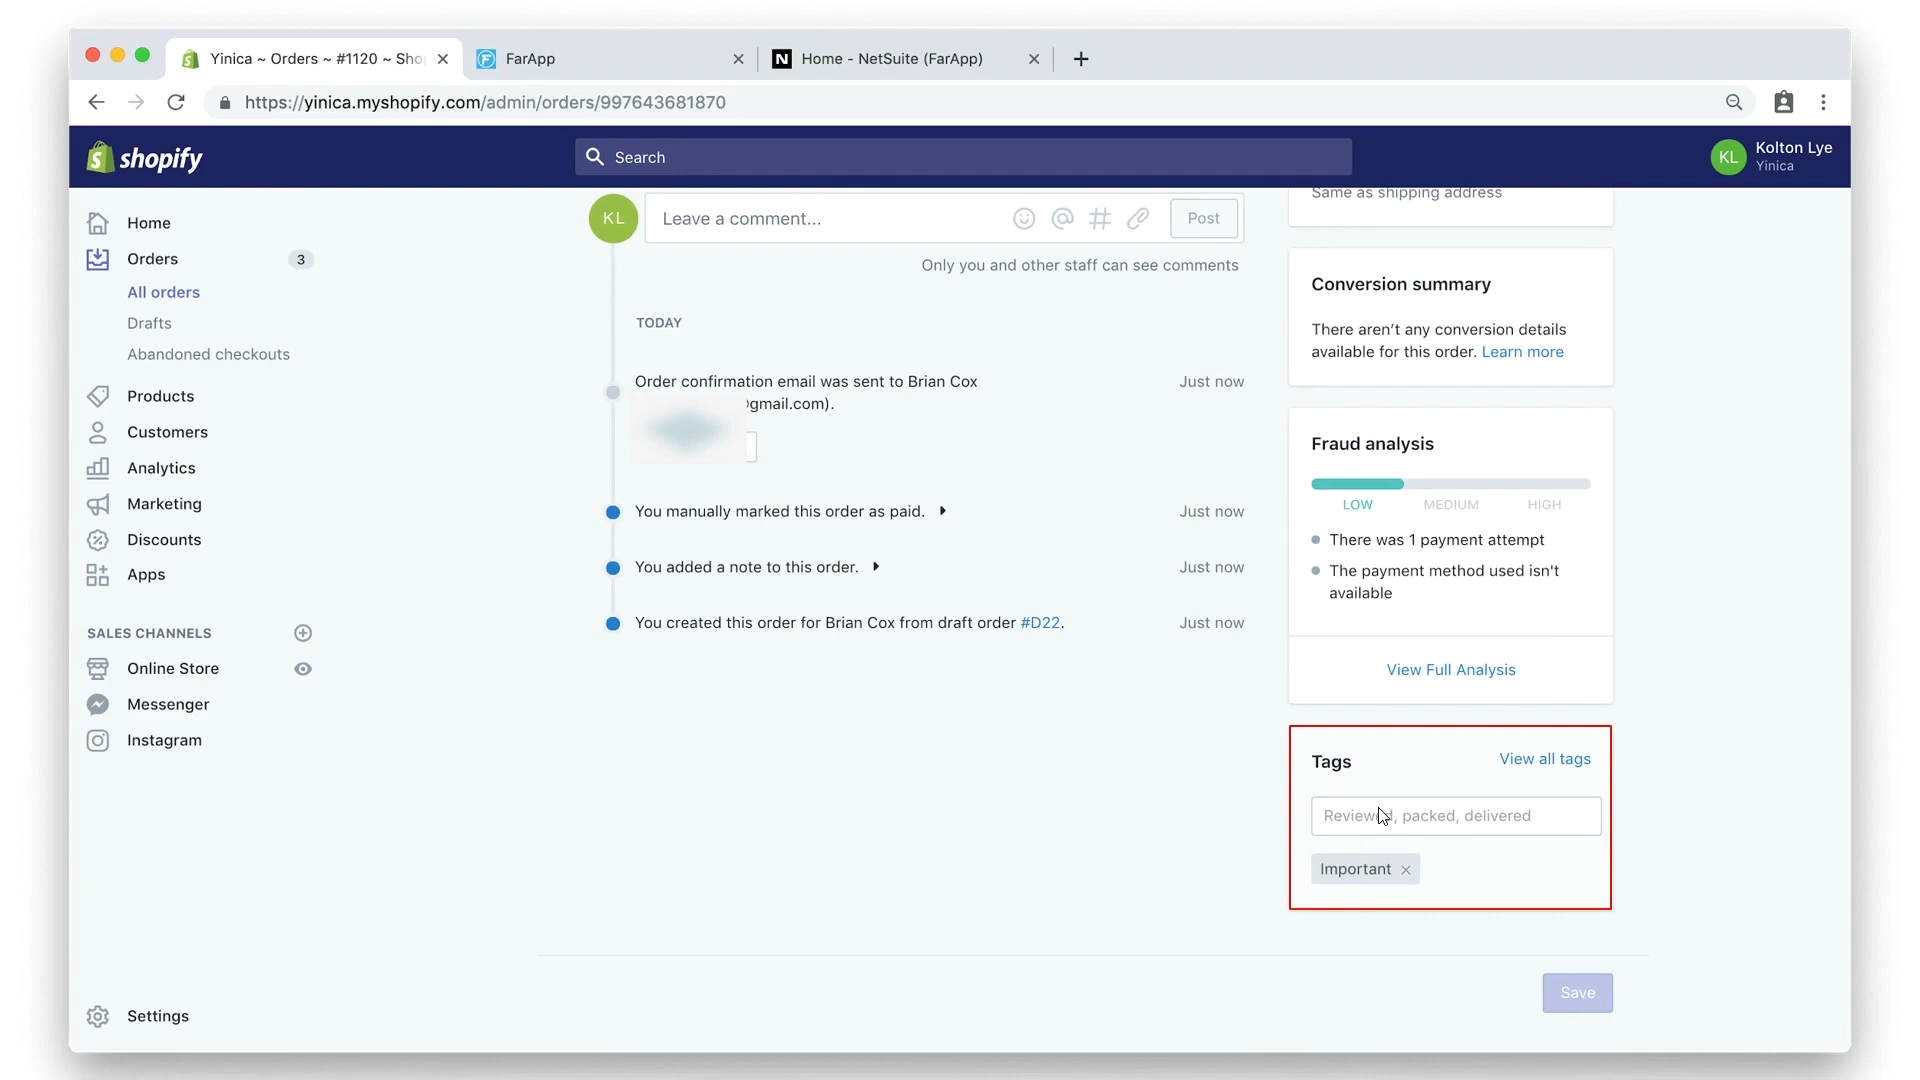 Yinica ~ Orders ~ #1120 ~ Sho
FarApp
Home - NetSuite (FarApp)
https://yinica.myshopify.com/admin/orders/997643681870
shopify
Search
KL
Kolton Lye
Yinica
Home
Orders
3
All orders
Drafts
Abandoned checkouts
Products
Customers
Analytics
Marketing
Discounts
Apps
SALES CHANNELS
Online Store
Messenger
Instagram
Settings
KL
Leave a comment...
Post
Only you and other staff can see comments
TODAY
Order confirmation email was sent to Brian Cox
gmail.com).
Just now
You manually marked this order as paid.
Just now
You added a note to this order.
Just now
You created this order for Brian Cox from draft order #D22.
Just now
Same as shipping address
Conversion summary
There aren't any conversion details
available for this order. Learn more
Fraud analysis
LOW MEDIUM HIGH
There was 1 payment attempt
The payment method used isn't
available
View Full Analysis
Tags
View all tags
Reviewed, packed, delivered
Important
Save